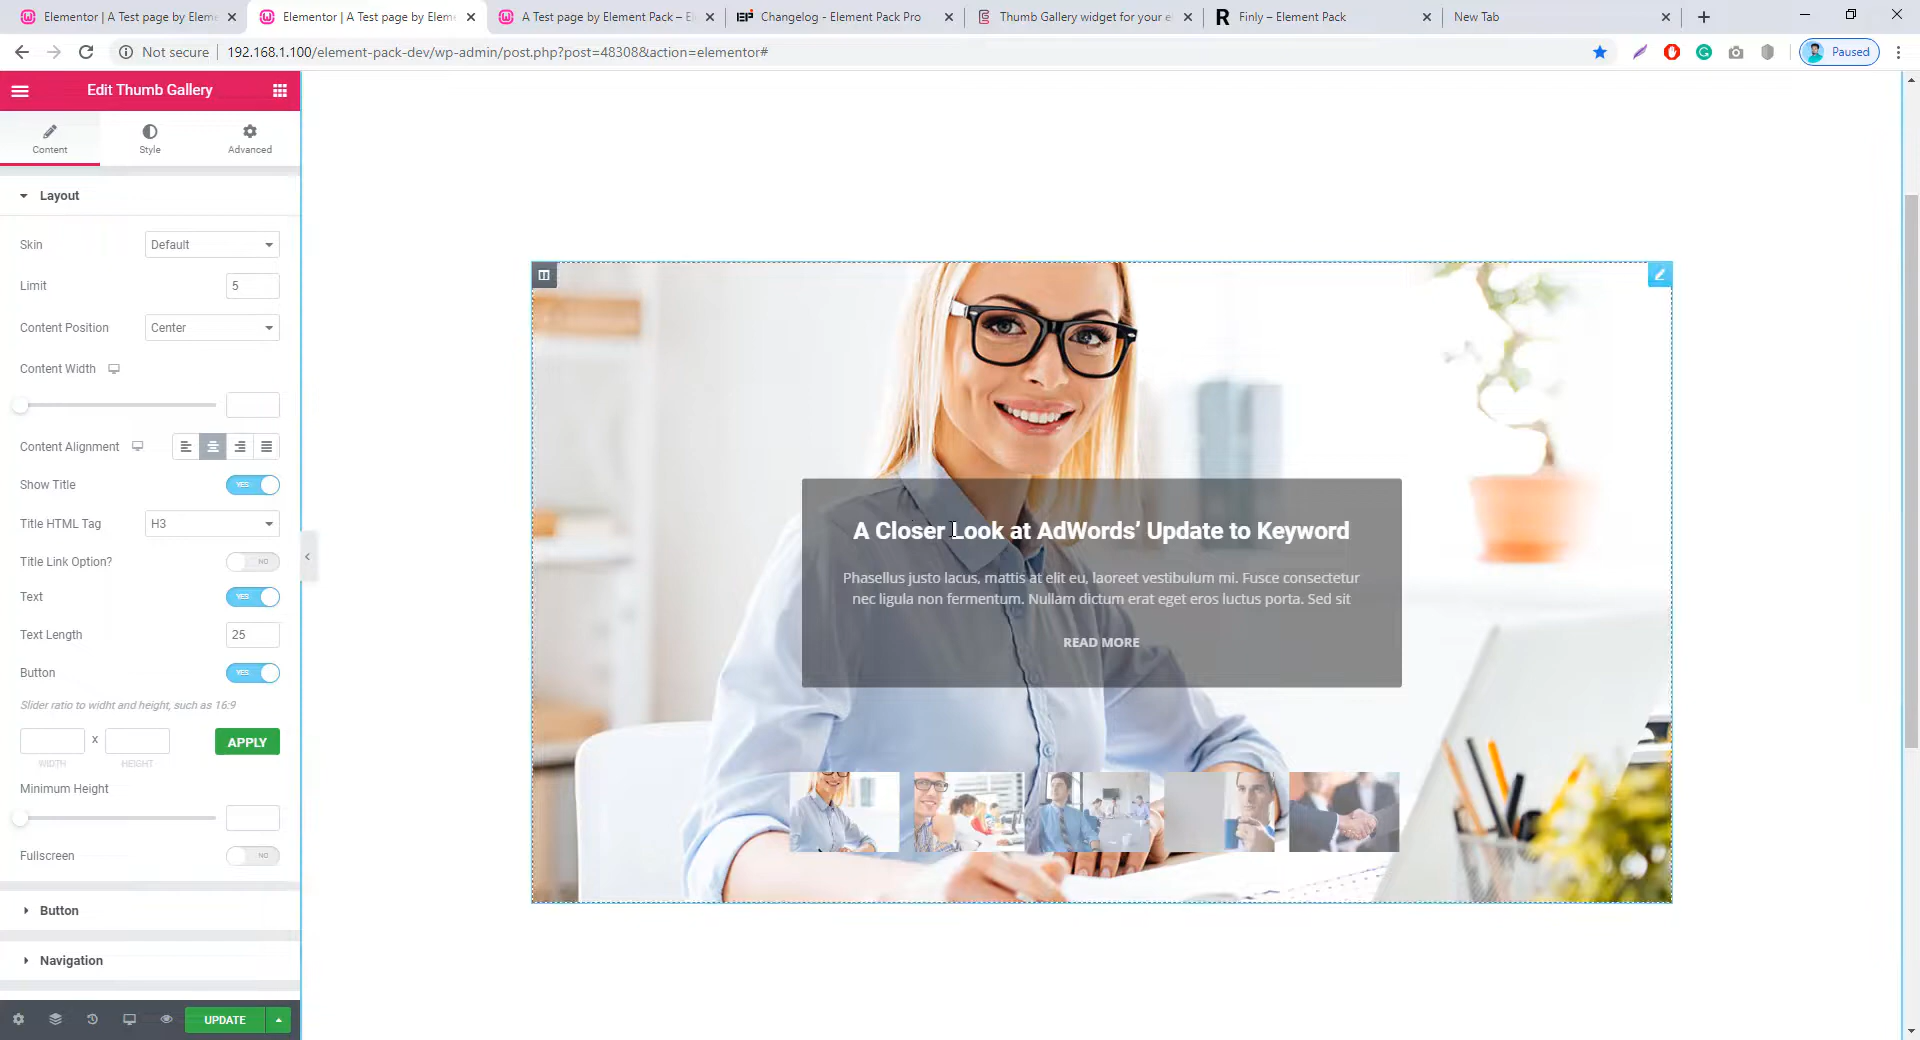 Elementor | A Test page by Eleme
Elementor | A Test page by Elem
A Test page by Element Pack – El
Changelog - Element Pack Pro
Thumb Gallery widget for your e
Finly – Element Pack
New Tab
Not secure
192.168.1.100/element-pack-dev/wp-admin/post.php?post=48308&action=elementor#
Paused
Edit Thumb Gallery
Content
Style
Advanced
Layout
Skin
Default
Limit
5
Content Position
Center
Content Width
Content Alignment
Show Title
YES
Title HTML Tag
H3
Title Link Option?
NO
Text
YES
Text Length
25
Button
YES
Slider ratio to widht and height, such as 16:9
x
APPLY
WIDTH
HEIGHT
Minimum Height
Fullscreen
NO
Button
Navigation
UPDATE
A Closer Look at AdWords’ Update to Keyword
Phasellus justo lacus, mattis at elit eu, laoreet vestibulum mi. Fusce consectetur
nec ligula non fermentum. Nullam dictum erat eget eros luctus porta. Sed sit
READ MORE